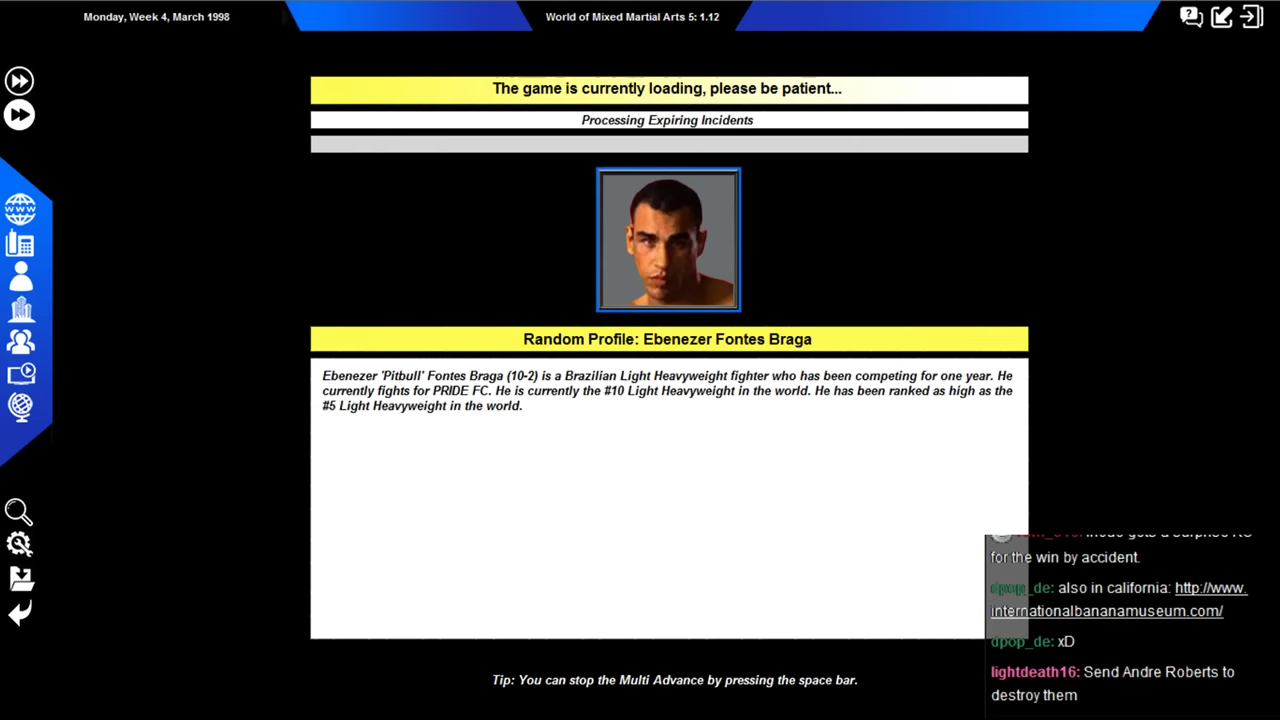 Monday, Week 4, March 1998
World of Mixed Martial Arts 5: 1.12
The game is currently loading, please be patient...
Processing Expiring Incidents
Random Profile: Ebenezer Fontes Braga
Ebenezer 'Pitbull' Fontes Braga (10-2) is a Brazilian Light Heavyweight fighter who has been competing for one year. He
currently fights for PRIDE FC. He is currently the #10 Light Heavyweight in the world. He has been ranked as high as the
#5 Light Heavyweight in the world.
for the win by accident.
dpop_de: also in california: http://www.
internationalbananamuseum.com/
dpop_de: xD
lightdeath16: Send Andre Roberts to
destroy them
Tip: You can stop the Multi Advance by pressing the space bar.
WWW